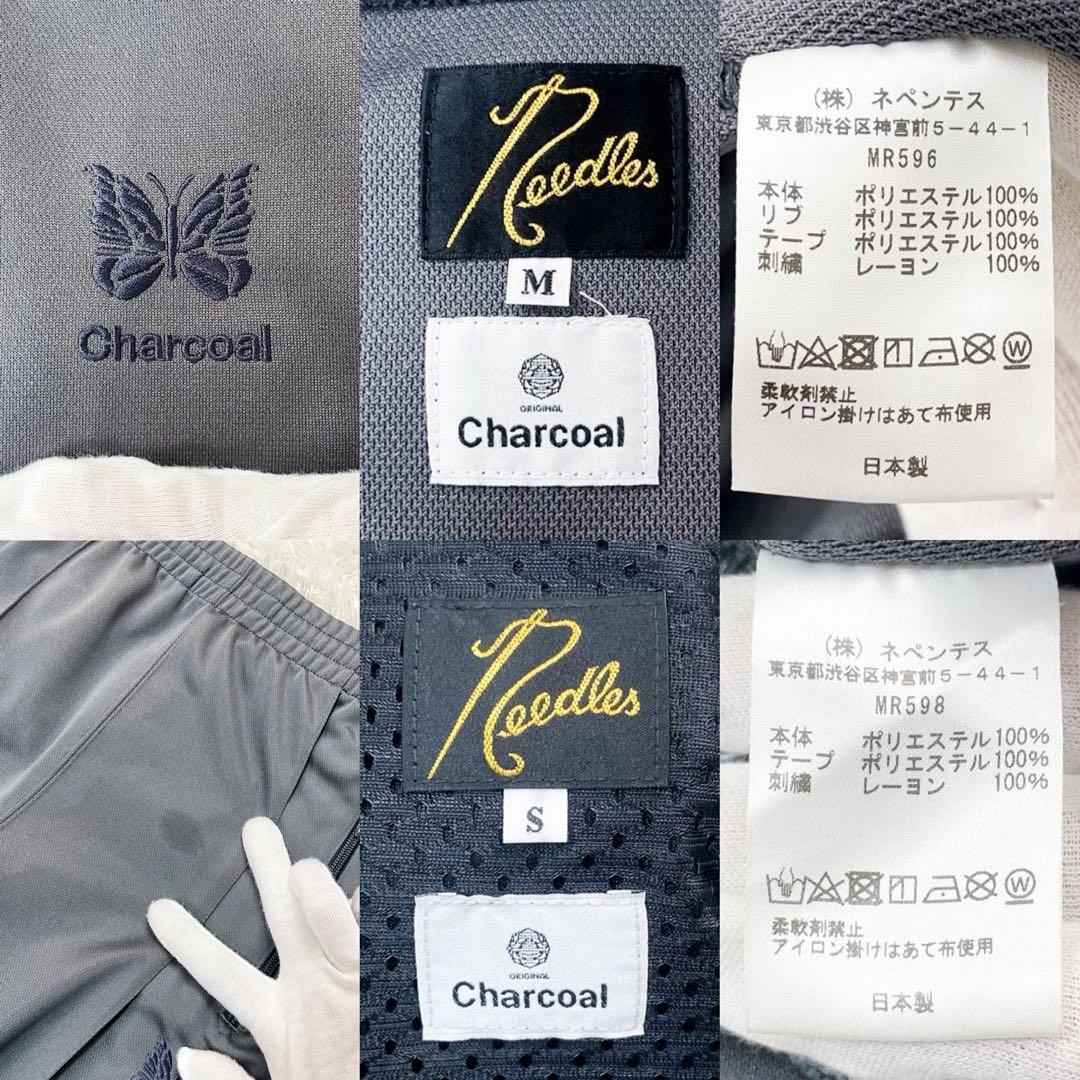 Charcoal
Needles
M
ORIGINAL
Charcoal
(株) ネペンテス
東京都渋谷区神宮前5-44-1
MR596
本体 ポリエステル100%
リブ ポリエステル100%
テープ ポリエステル100%
刺繍 レーヨン 100%
W
柔軟剤禁止
アイロン掛けはあて布使用
日本製
Needles
S
ORIGINAL
Charcoal
(株) ネペンテス
東京都渋谷区神宮前5-44-1
MR598
本体 ポリエステル100%
テープ ポリエステル100%
刺繍 レーヨン 100%
W
柔軟剤禁止
アイロン掛けはあて布使用
日本製